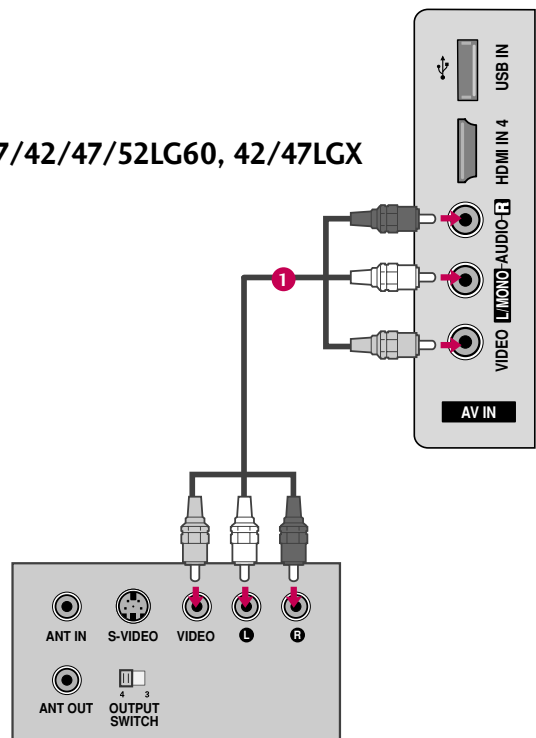 7/42/47/52LG60, 42/47LGX
USB IN
HDMI IN 4
L/MONO-AUDIO-R
VIDEO
AV IN
1
ANT IN
S-VIDEO
VIDEO
L
R
ANT OUT
4 3
OUTPUT
SWITCH